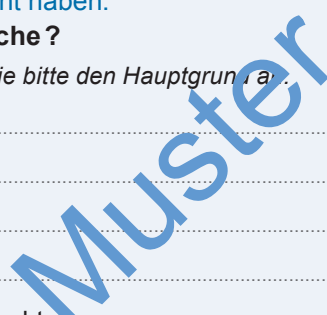 nt haben.
che?
ie bitte den Hauptgrund an.
Muster